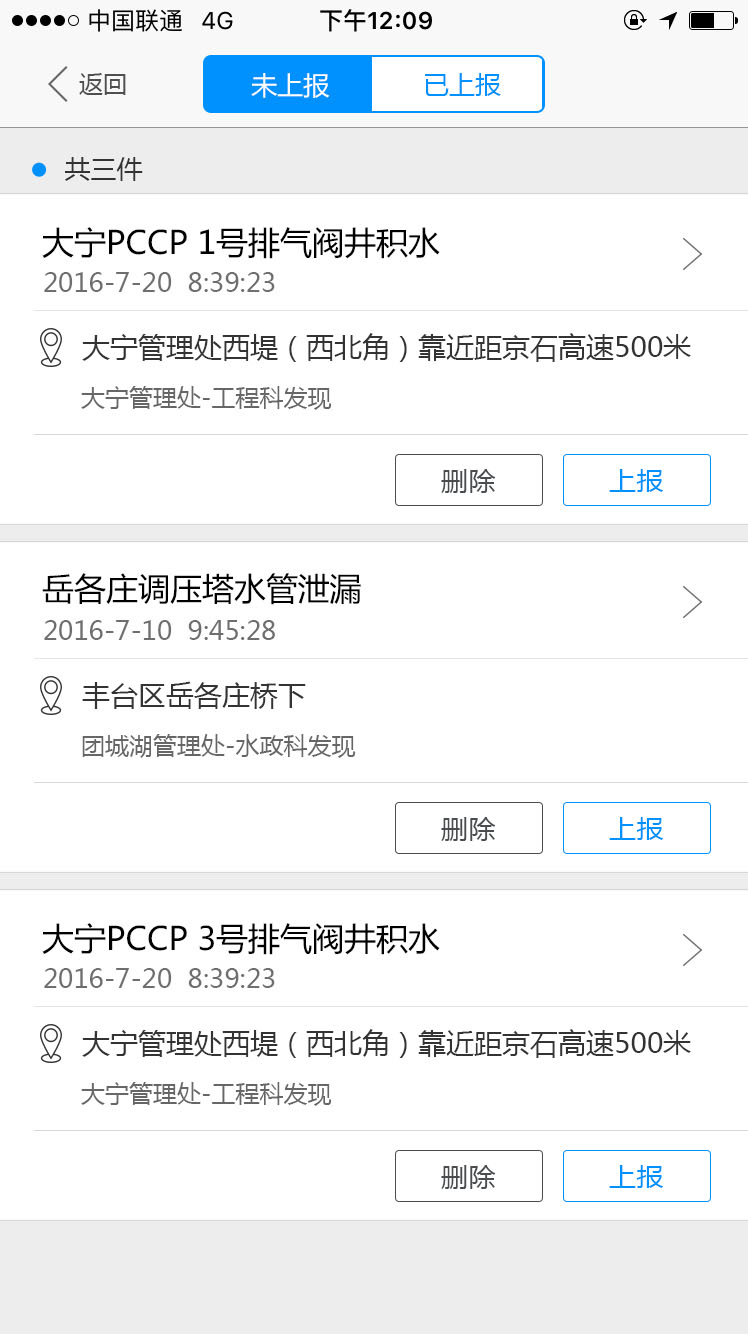 中国联通 4G 下午12:09
返回 未上报 已上报
共三件
大宁PCCP 1号排气阀井积水
2016-7-20 8:39:23
大宁管理处西堤（西北角）靠近距京石高速500米
大宁管理处-工程科发现
删除 上报
岳各庄调压塔水管泄漏
2016-7-10 9:45:28
丰台区岳各庄桥下
团城湖管理处-水政科发现
删除 上报
大宁PCCP 3号排气阀井积水
2016-7-20 8:39:23
大宁管理处西堤（西北角）靠近距京石高速500米
大宁管理处-工程科发现
删除 上报